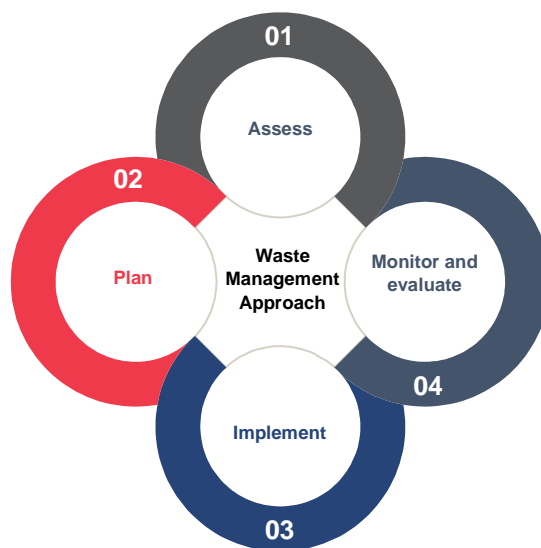 01
Assess
02
Plan
Waste
Management
Approach
Monitor and
evaluate
Implement
03
04